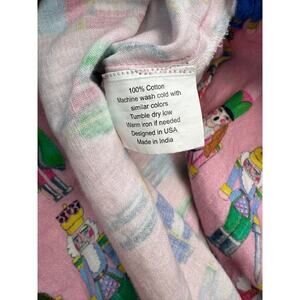 100% Cotton
Machine wash cold with
similar colors
Tumble dry low
Warm iron if needed
Designed in USA
Made in India